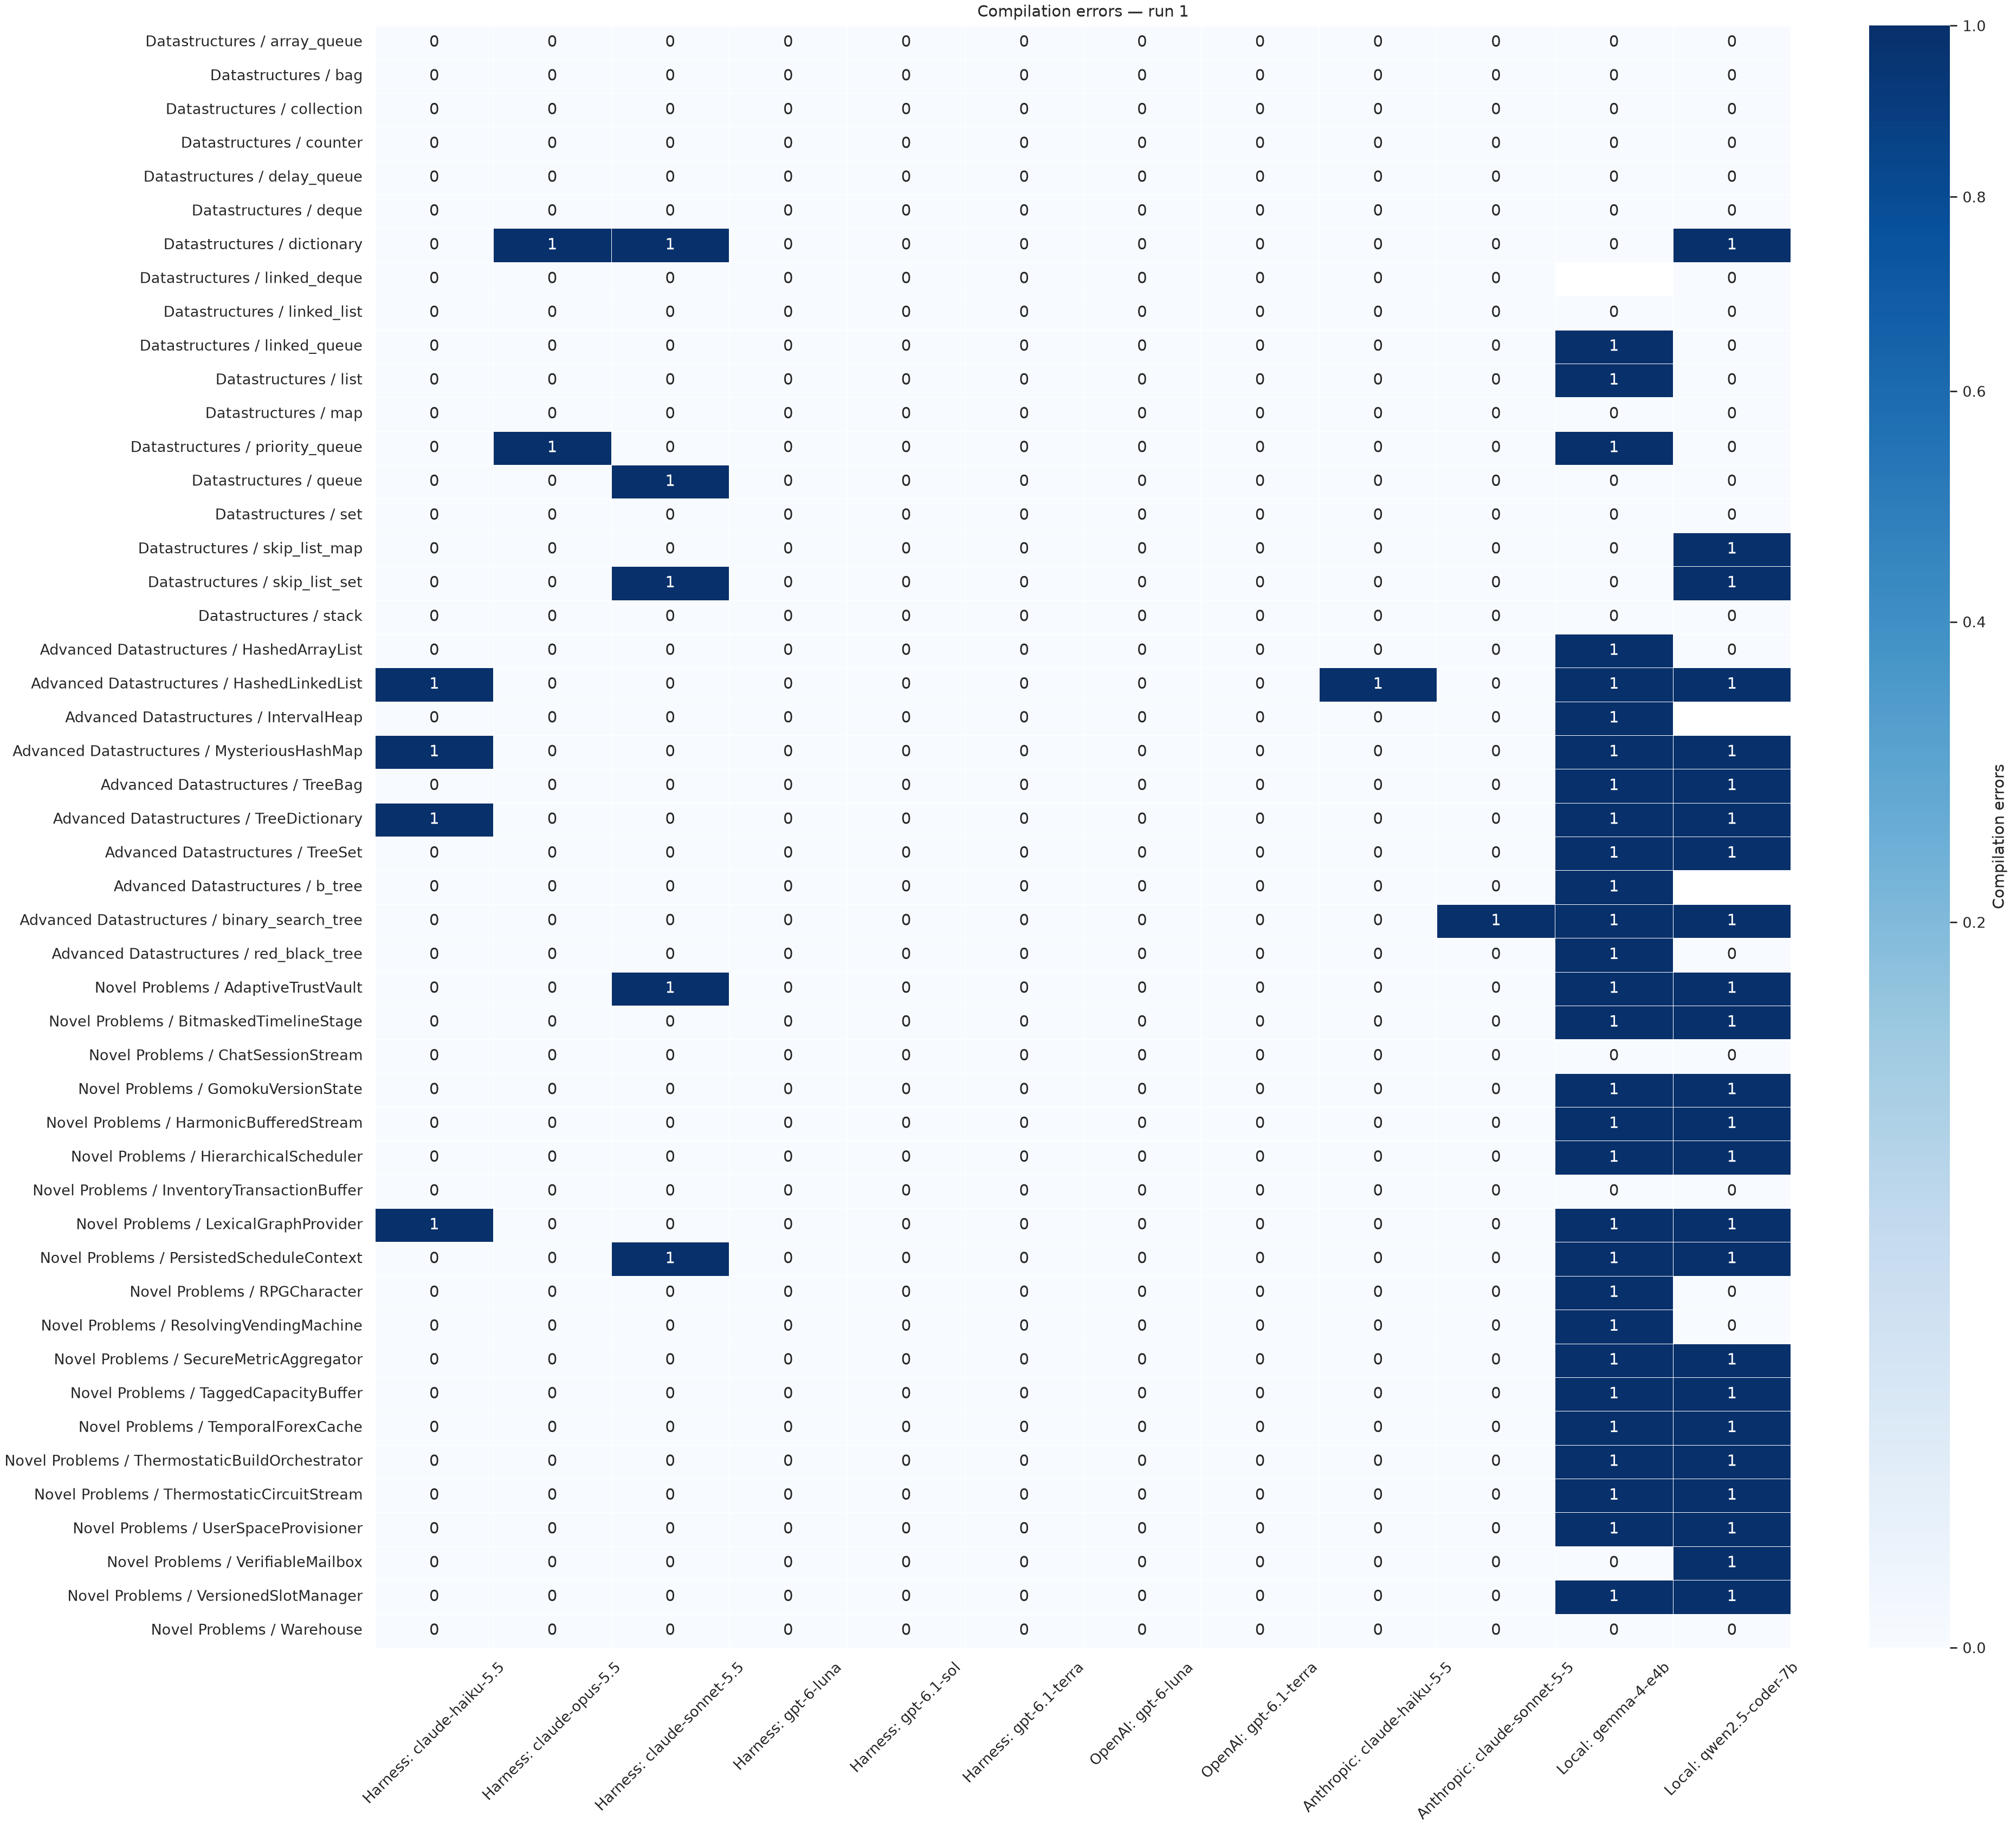 Compilation errors — run 1
Datastructures / array_queue 0 0 0 0 0 0 0 0 0 0 0 0
Datastructures / bag 0 0 0 0 0 0 0 0 0 0 0 0
Datastructures / collection 0 0 0 0 0 0 0 0 0 0 0 0
Datastructures / counter 0 0 0 0 0 0 0 0 0 0 0 0
Datastructures / delay_queue 0 0 0 0 0 0 0 0 0 0 0 0
Datastructures / deque 0 0 0 0 0 0 0 0 0 0 0 0
Datastructures / dictionary 0 1 1 0 0 0 0 0 0 0 0 1
Datastructures / linked_deque 0 0 0 0 0 0 0 0 0 0 0
Datastructures / linked_list 0 0 0 0 0 0 0 0 0 0 0 0
Datastructures / linked_queue 0 0 0 0 0 0 0 0 0 0 1 0
Datastructures / list 0 0 0 0 0 0 0 0 0 0 1 0
Datastructures / map 0 0 0 0 0 0 0 0 0 0 0 0
Datastructures / priority_queue 0 1 0 0 0 0 0 0 0 0 1 0
Datastructures / queue 0 0 1 0 0 0 0 0 0 0 0 0
Datastructures / set 0 0 0 0 0 0 0 0 0 0 0 0
Datastructures / skip_list_map 0 0 0 0 0 0 0 0 0 0 0 1
Datastructures / skip_list_set 0 0 1 0 0 0 0 0 0 0 0 1
Datastructures / stack 0 0 0 0 0 0 0 0 0 0 0 0
Advanced Datastructures / HashedArrayList 0 0 0 0 0 0 0 0 0 0 1 0
Advanced Datastructures / HashedLinkedList 1 0 0 0 0 0 0 0 1 0 1 1
Advanced Datastructures / IntervalHeap 0 0 0 0 0 0 0 0 0 0 1
Advanced Datastructures / MysteriousHashMap 1 0 0 0 0 0 0 0 0 0 1 1
Advanced Datastructures / TreeBag 0 0 0 0 0 0 0 0 0 0 1 1
Advanced Datastructures / TreeDictionary 1 0 0 0 0 0 0 0 0 0 1 1
Advanced Datastructures / TreeSet 0 0 0 0 0 0 0 0 0 0 1 1
Advanced Datastructures / b_tree 0 0 0 0 0 0 0 0 0 0 1
Advanced Datastructures / binary_search_tree 0 0 0 0 0 0 0 0 0 1 1 1
Advanced Datastructures / red_black_tree 0 0 0 0 0 0 0 0 0 0 1 0
Novel Problems / AdaptiveTrustVault 0 0 1 0 0 0 0 0 0 0 1 1
Novel Problems / BitmaskedTimelineStage 0 0 0 0 0 0 0 0 0 0 1 1
Novel Problems / ChatSessionStream 0 0 0 0 0 0 0 0 0 0 0 0
Novel Problems / GomokuVersionState 0 0 0 0 0 0 0 0 0 0 1 1
Novel Problems / HarmonicBufferedStream 0 0 0 0 0 0 0 0 0 0 1 1
Novel Problems / HierarchicalScheduler 0 0 0 0 0 0 0 0 0 0 1 1
Novel Problems / InventoryTransactionBuffer 0 0 0 0 0 0 0 0 0 0 0 0
Novel Problems / LexicalGraphProvider 1 0 0 0 0 0 0 0 0 0 1 1
Novel Problems / PersistedScheduleContext 0 0 1 0 0 0 0 0 0 0 1 1
Novel Problems / RPGCharacter 0 0 0 0 0 0 0 0 0 0 1 0
Novel Problems / ResolvingVendingMachine 0 0 0 0 0 0 0 0 0 0 1 0
Novel Problems / SecureMetricAggregator 0 0 0 0 0 0 0 0 0 0 1 1
Novel Problems / TaggedCapacityBuffer 0 0 0 0 0 0 0 0 0 0 1 1
Novel Problems / TemporalForexCache 0 0 0 0 0 0 0 0 0 0 1 1
Novel Problems / ThermostaticBuildOrchestrator 0 0 0 0 0 0 0 0 0 0 1 1
Novel Problems / ThermostaticCircuitStream 0 0 0 0 0 0 0 0 0 0 1 1
Novel Problems / UserSpaceProvisioner 0 0 0 0 0 0 0 0 0 0 1 1
Novel Problems / VerifiableMailbox 0 0 0 0 0 0 0 0 0 0 0 1
Novel Problems / VersionedSlotManager 0 0 0 0 0 0 0 0 0 0 1 1
Novel Problems / Warehouse 0 0 0 0 0 0 0 0 0 0 0 0
Harness: claude-haiku-5.5
Harness: claude-opus-5.5
Harness: claude-sonnet-5.5
Harness: gpt-6-luna
Harness: gpt-6.1-sol
Harness: gpt-6.1-terra
OpenAI: gpt-6-luna
OpenAI: gpt-6.1-terra
Anthropic: claude-haiku-5-5
Anthropic: claude-sonnet-5-5
Local: gemma-4-e4b
Local: qwen2.5-coder-7b
1.0
0.8
0.6
0.4
0.2
0.0
Compilation errors